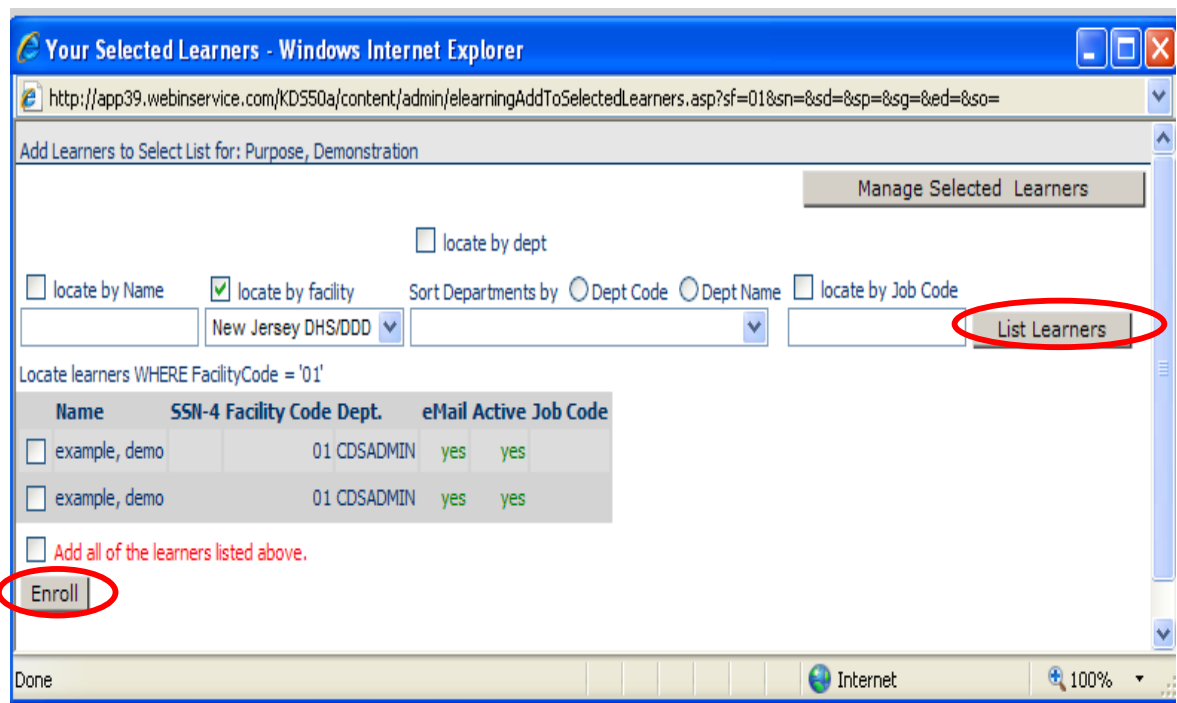 Your Selected Learners - Windows Internet Explorer
http://app39.webinservice.com/KDS50a/content/admin/elearningAddToSelectedLearners.asp?sf=01&sn=&sd=&sp=&sg=&ed=&so=
Add Learners to Select List for: Purpose, Demonstration
Manage Selected Learners
locate by dept
locate by Name locate by facility Sort Departments by Dept Code Dept Name locate by Job Code
New Jersey DHS/DDD List Learners
Locate learners WHERE FacilityCode = '01'
Name SSN-4 Facility Code Dept. eMail Active Job Code
example, demo 01 CDSADMIN yes yes
example, demo 01 CDSADMIN yes yes
Add all of the learners listed above.
Enroll
Done Internet 100%